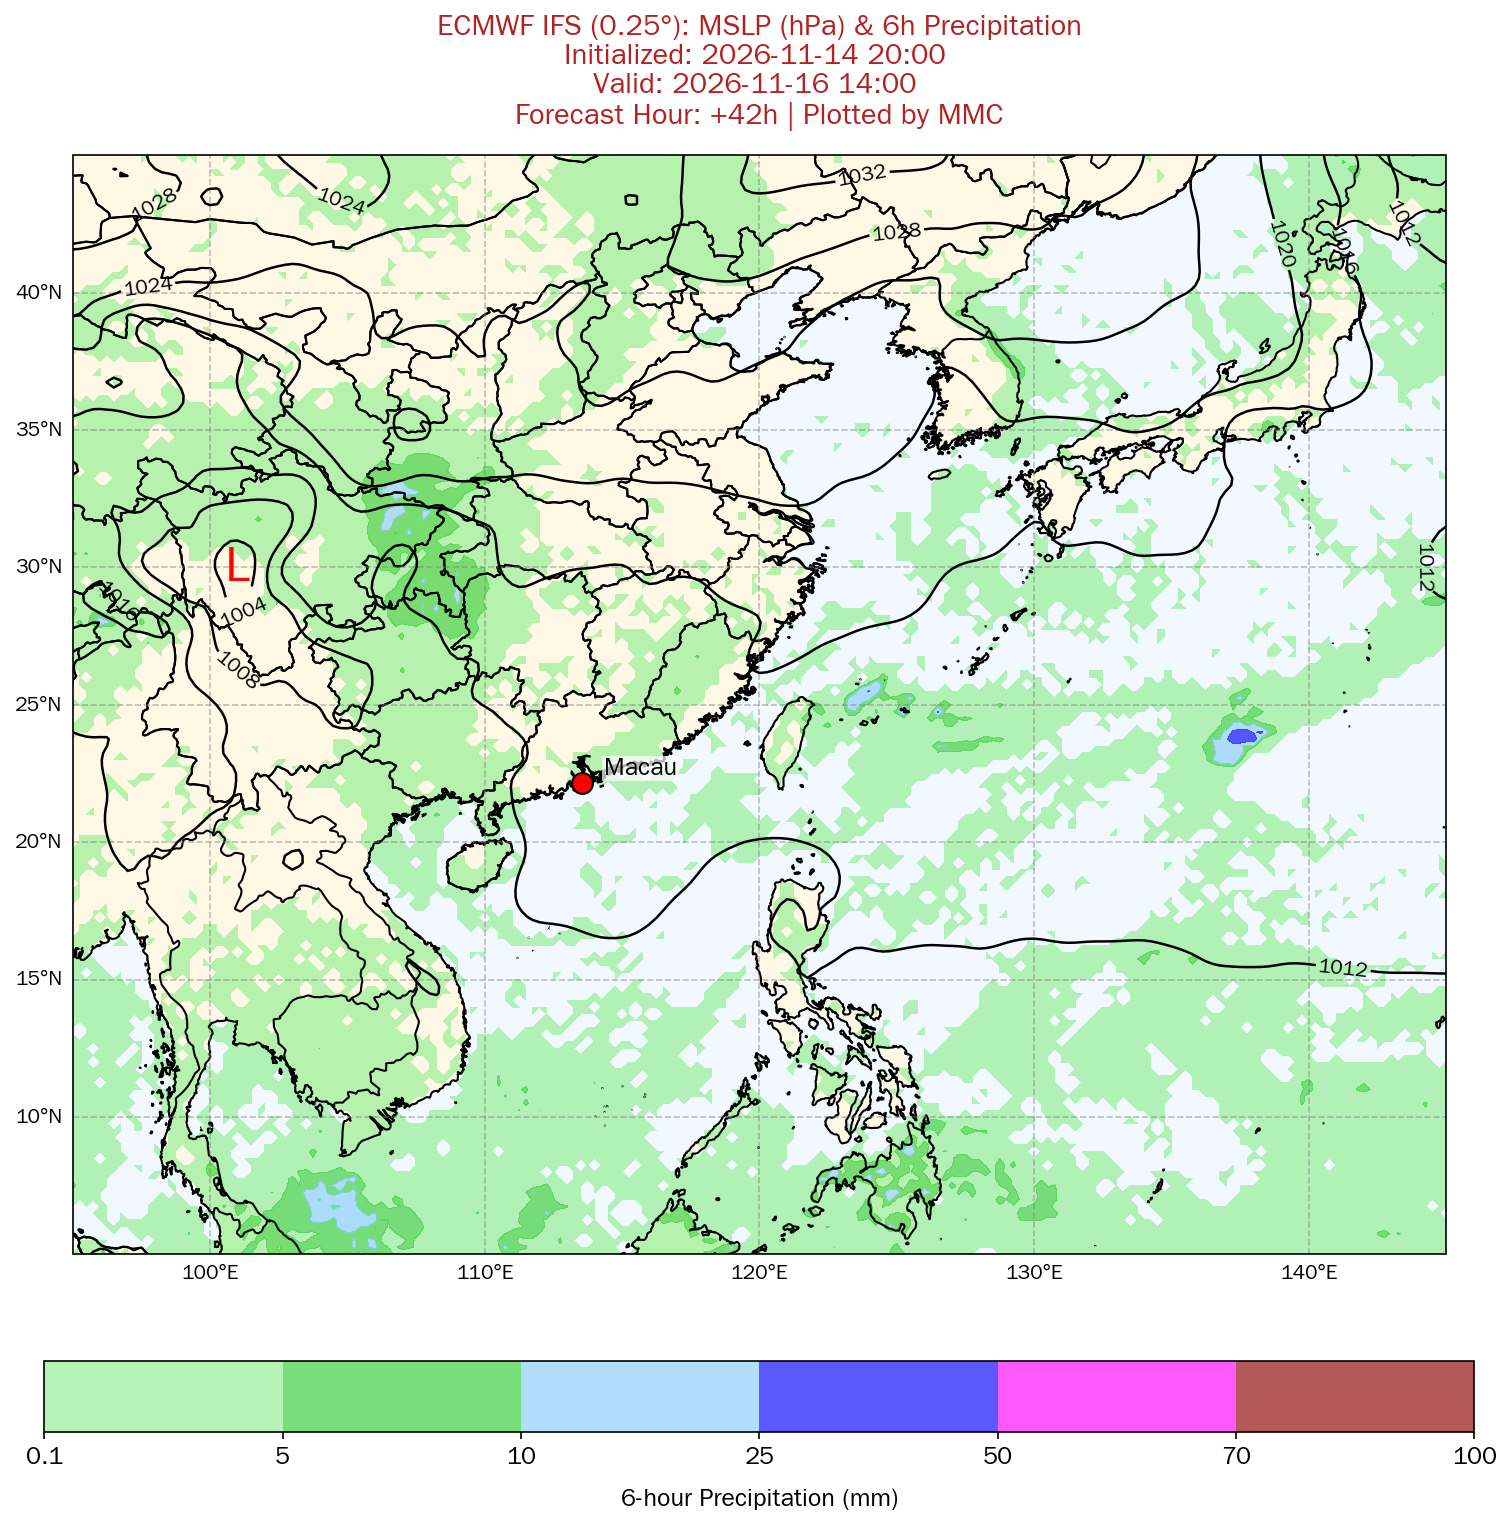 ECMWF IFS (0.25°): MSLP (hPa) & 6h Precipitation
Initialized: 2026-11-14 20:00
Valid: 2026-11-16 14:00
Forecast Hour: +42h | Plotted by MMC
1032
1028
1024
1028
1012
1020
1016
1024
40°N
35°N
L
30°N
1016
1004
1012
1008
25°N
Macau
20°N
1012
15°N
10°N
100°E
110°E
120°E
130°E
140°E
0.1
5
10
25
50
70
100
6-hour Precipitation (mm)